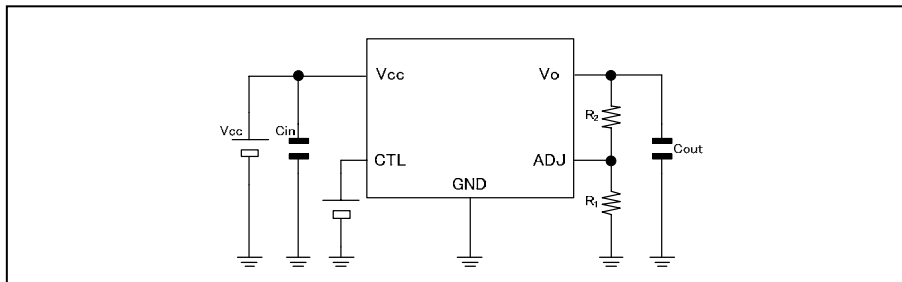 Vcc
Vo
R₂
Vcc
Cin
Cout
CTL
ADJ
GND
R₁